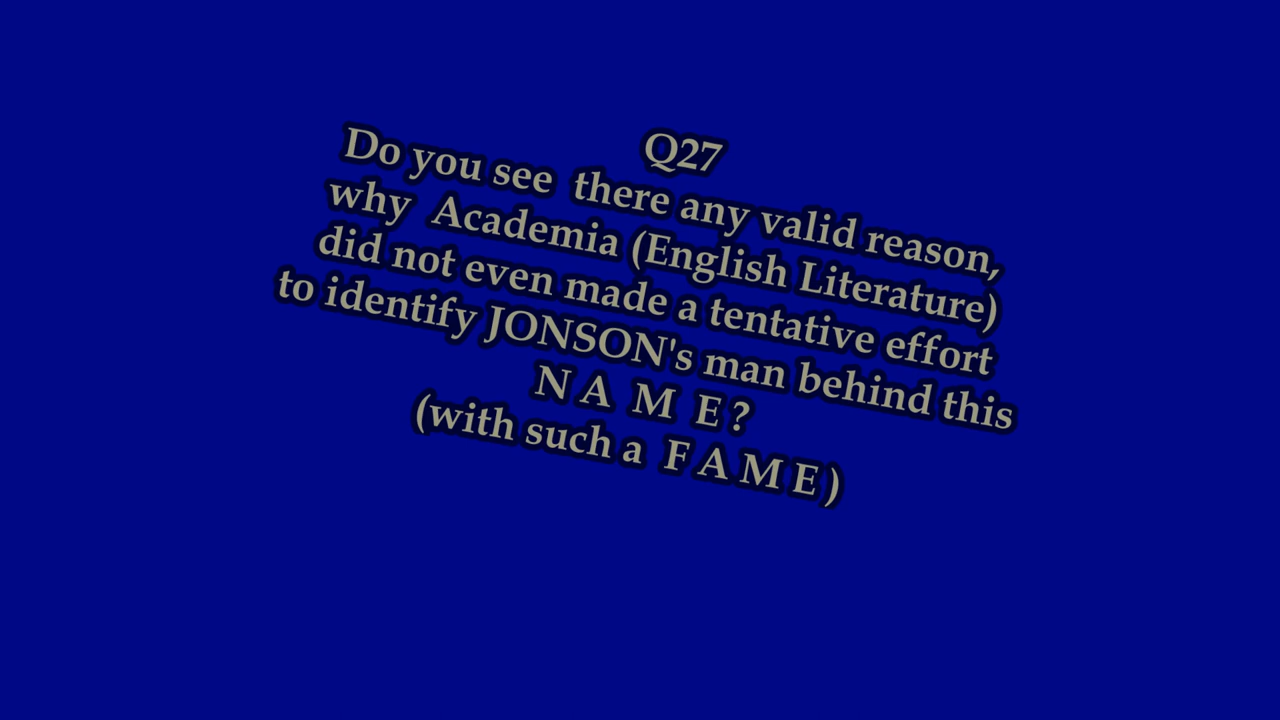 Q27
Do you see there any valid reason,
why Academia (English Literature)
did not even made a tentative effort
to identify JONSON's man behind this
N A M E ?
(with such a F A M E )